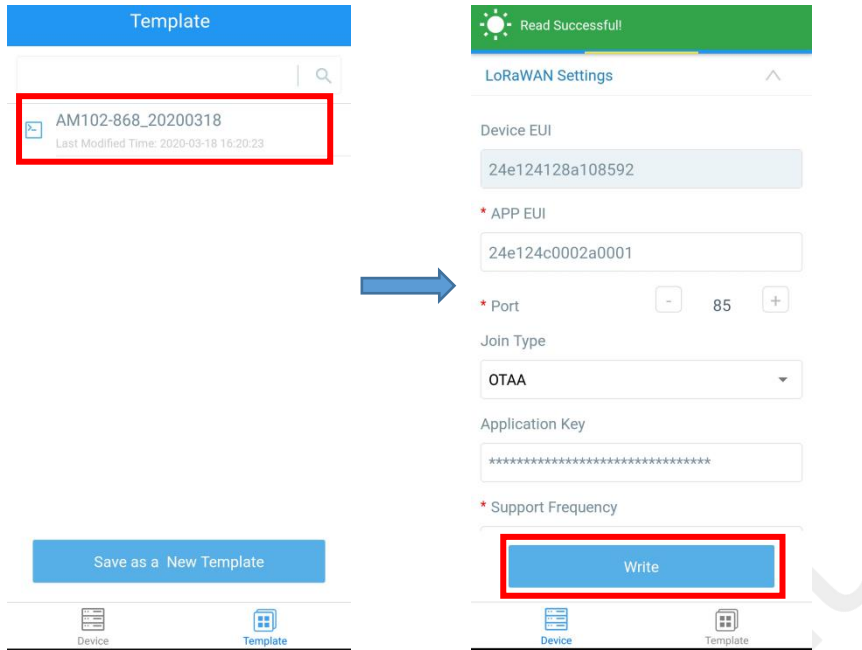 Template
AM102-868_20200318
Last Modified Time: 2020-03-18 16:20:23
Save as a New Template
Device
Template
Read Successful!
LoRaWAN Settings
Device EUI
24e124128a108592
* APP EUI
24e124c0002a0001
* Port - 85 +
Join Type
OTAA
Application Key
********************************
* Support Frequency
Write
Device
Template